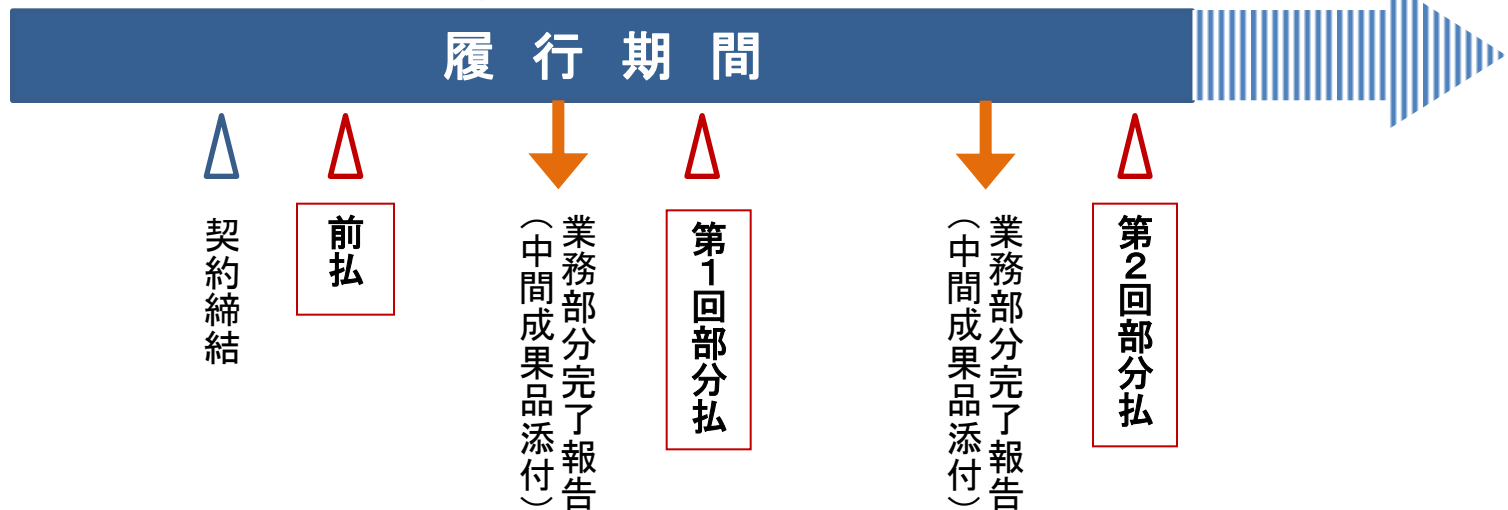 履行期間
契約締結
前払
業務部分完了報告
（中間成果品添付）
第1回部分払
業務部分完了報告
（中間成果品添付）
第2回部分払